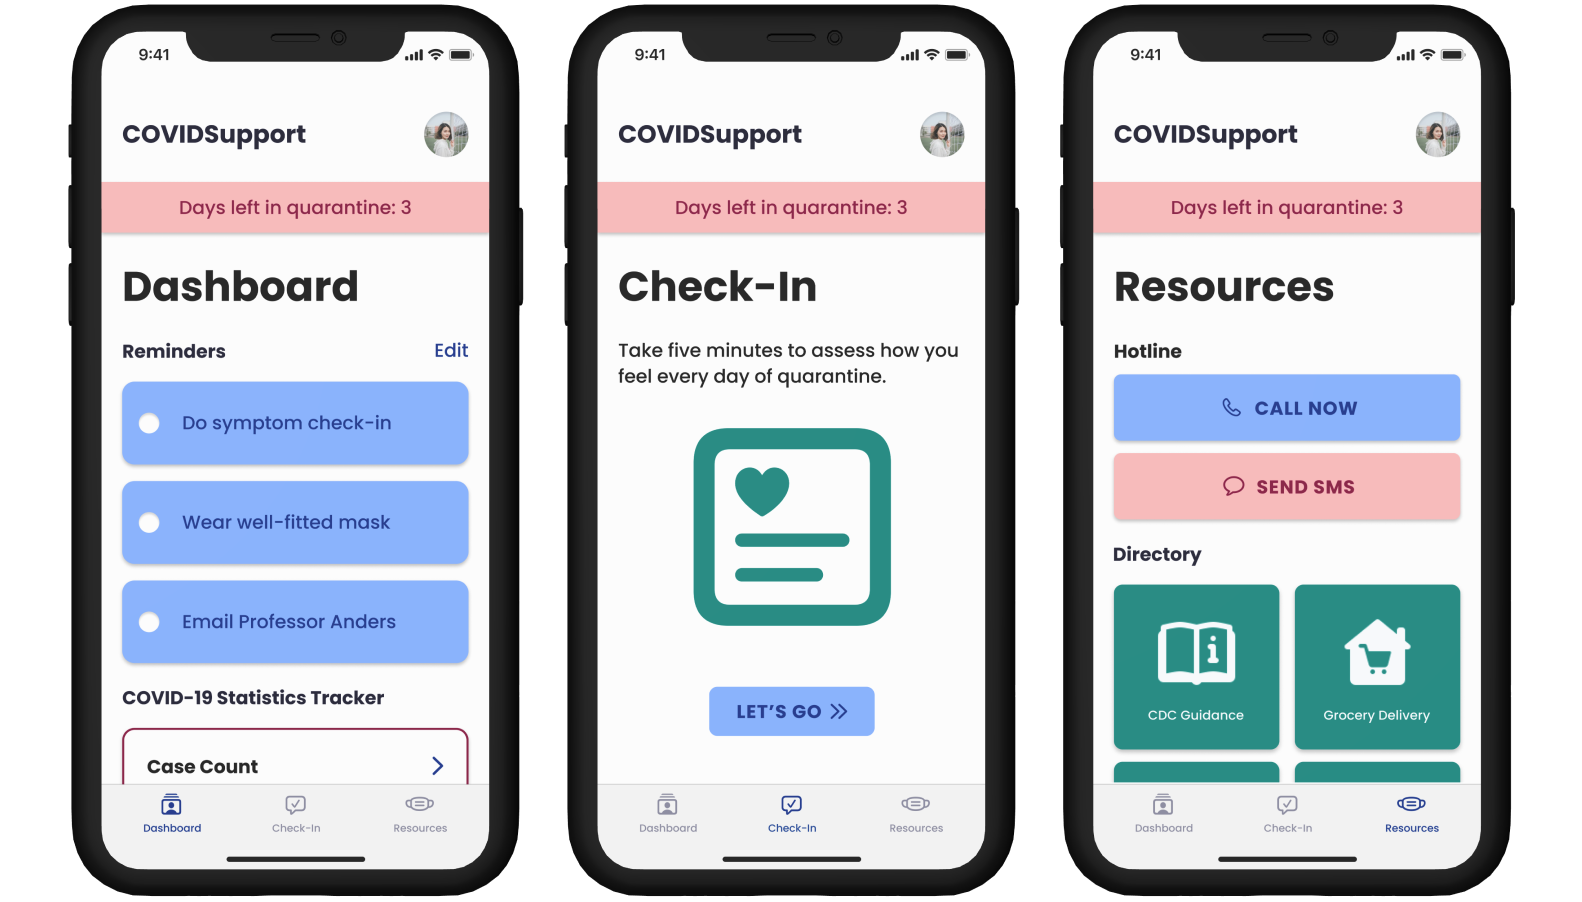 9:41
COVIDSupport
Days left in quarantine: 3
Dashboard
Reminders
Edit
Do symptom check-in
Wear well-fitted mask
Email Professor Anders
COVID-19 Statistics Tracker
Case Count
Dashboard
Check-In
Resources
9:41
COVIDSupport
Days left in quarantine: 3
Check-In
Take five minutes to assess how you
feel every day of quarantine.
LET'S GO
Dashboard
Check-In
Resources
9:41
COVIDSupport
Days left in quarantine: 3
Resources
Hotline
CALL NOW
SEND SMS
Directory
CDC Guidance
Grocery Delivery
Dashboard
Check-In
Resources